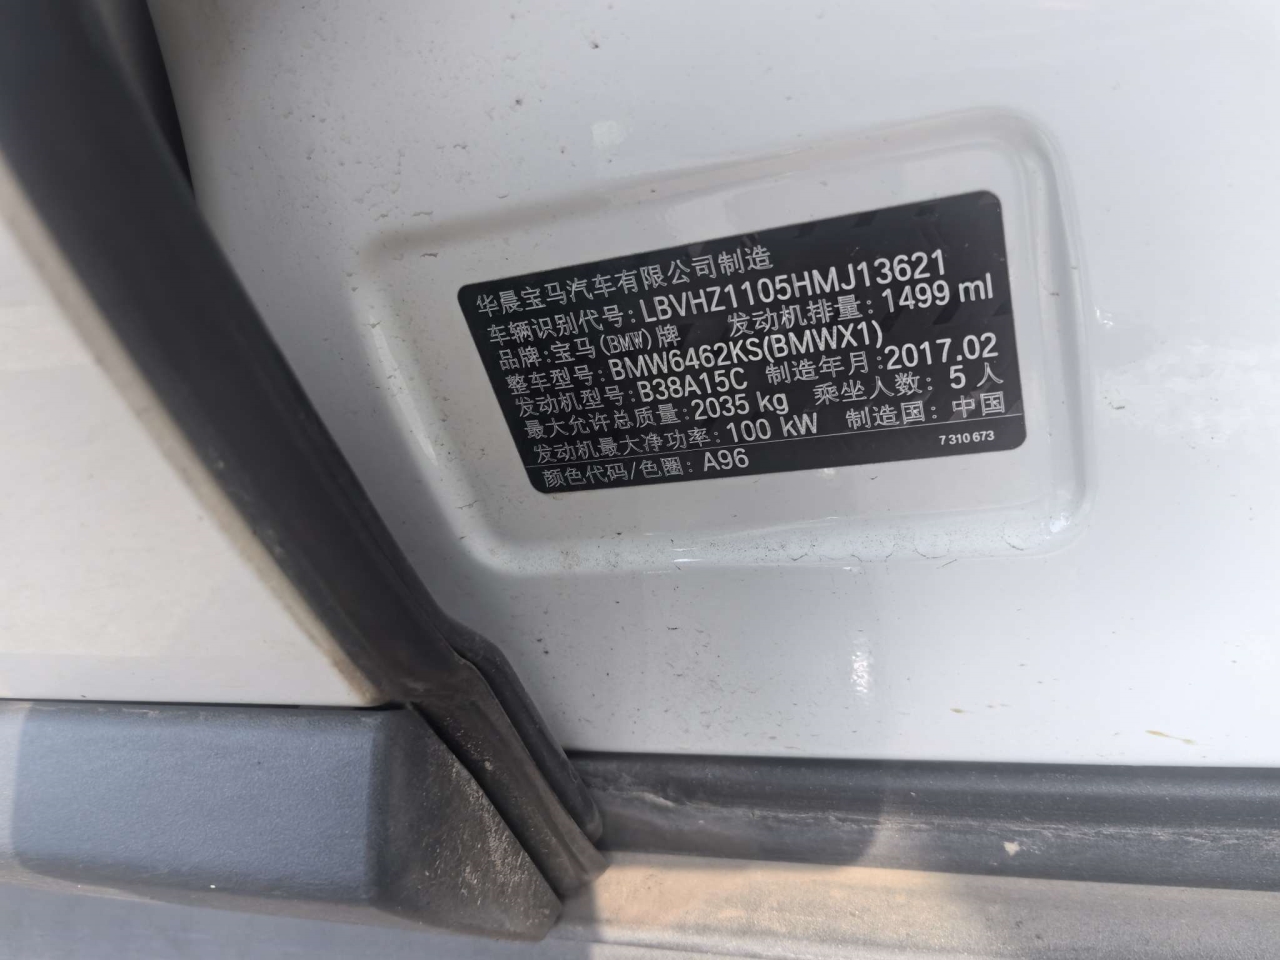 华晨宝马汽车有限公司制造
车辆识别代号:LBVHZ1105HMJ13621
品牌:宝马(BMW)牌 发动机排量:1499 ml
整车型号:BMW6462KS(BMWX1)
发动机型号:B38A15C 制造年月:2017.02
最大允许总质量:2035 kg 乘坐人数:5 人
发动机最大净功率:100 kW 制造国:中国
颜色代码/色圈:A96 7 310 673